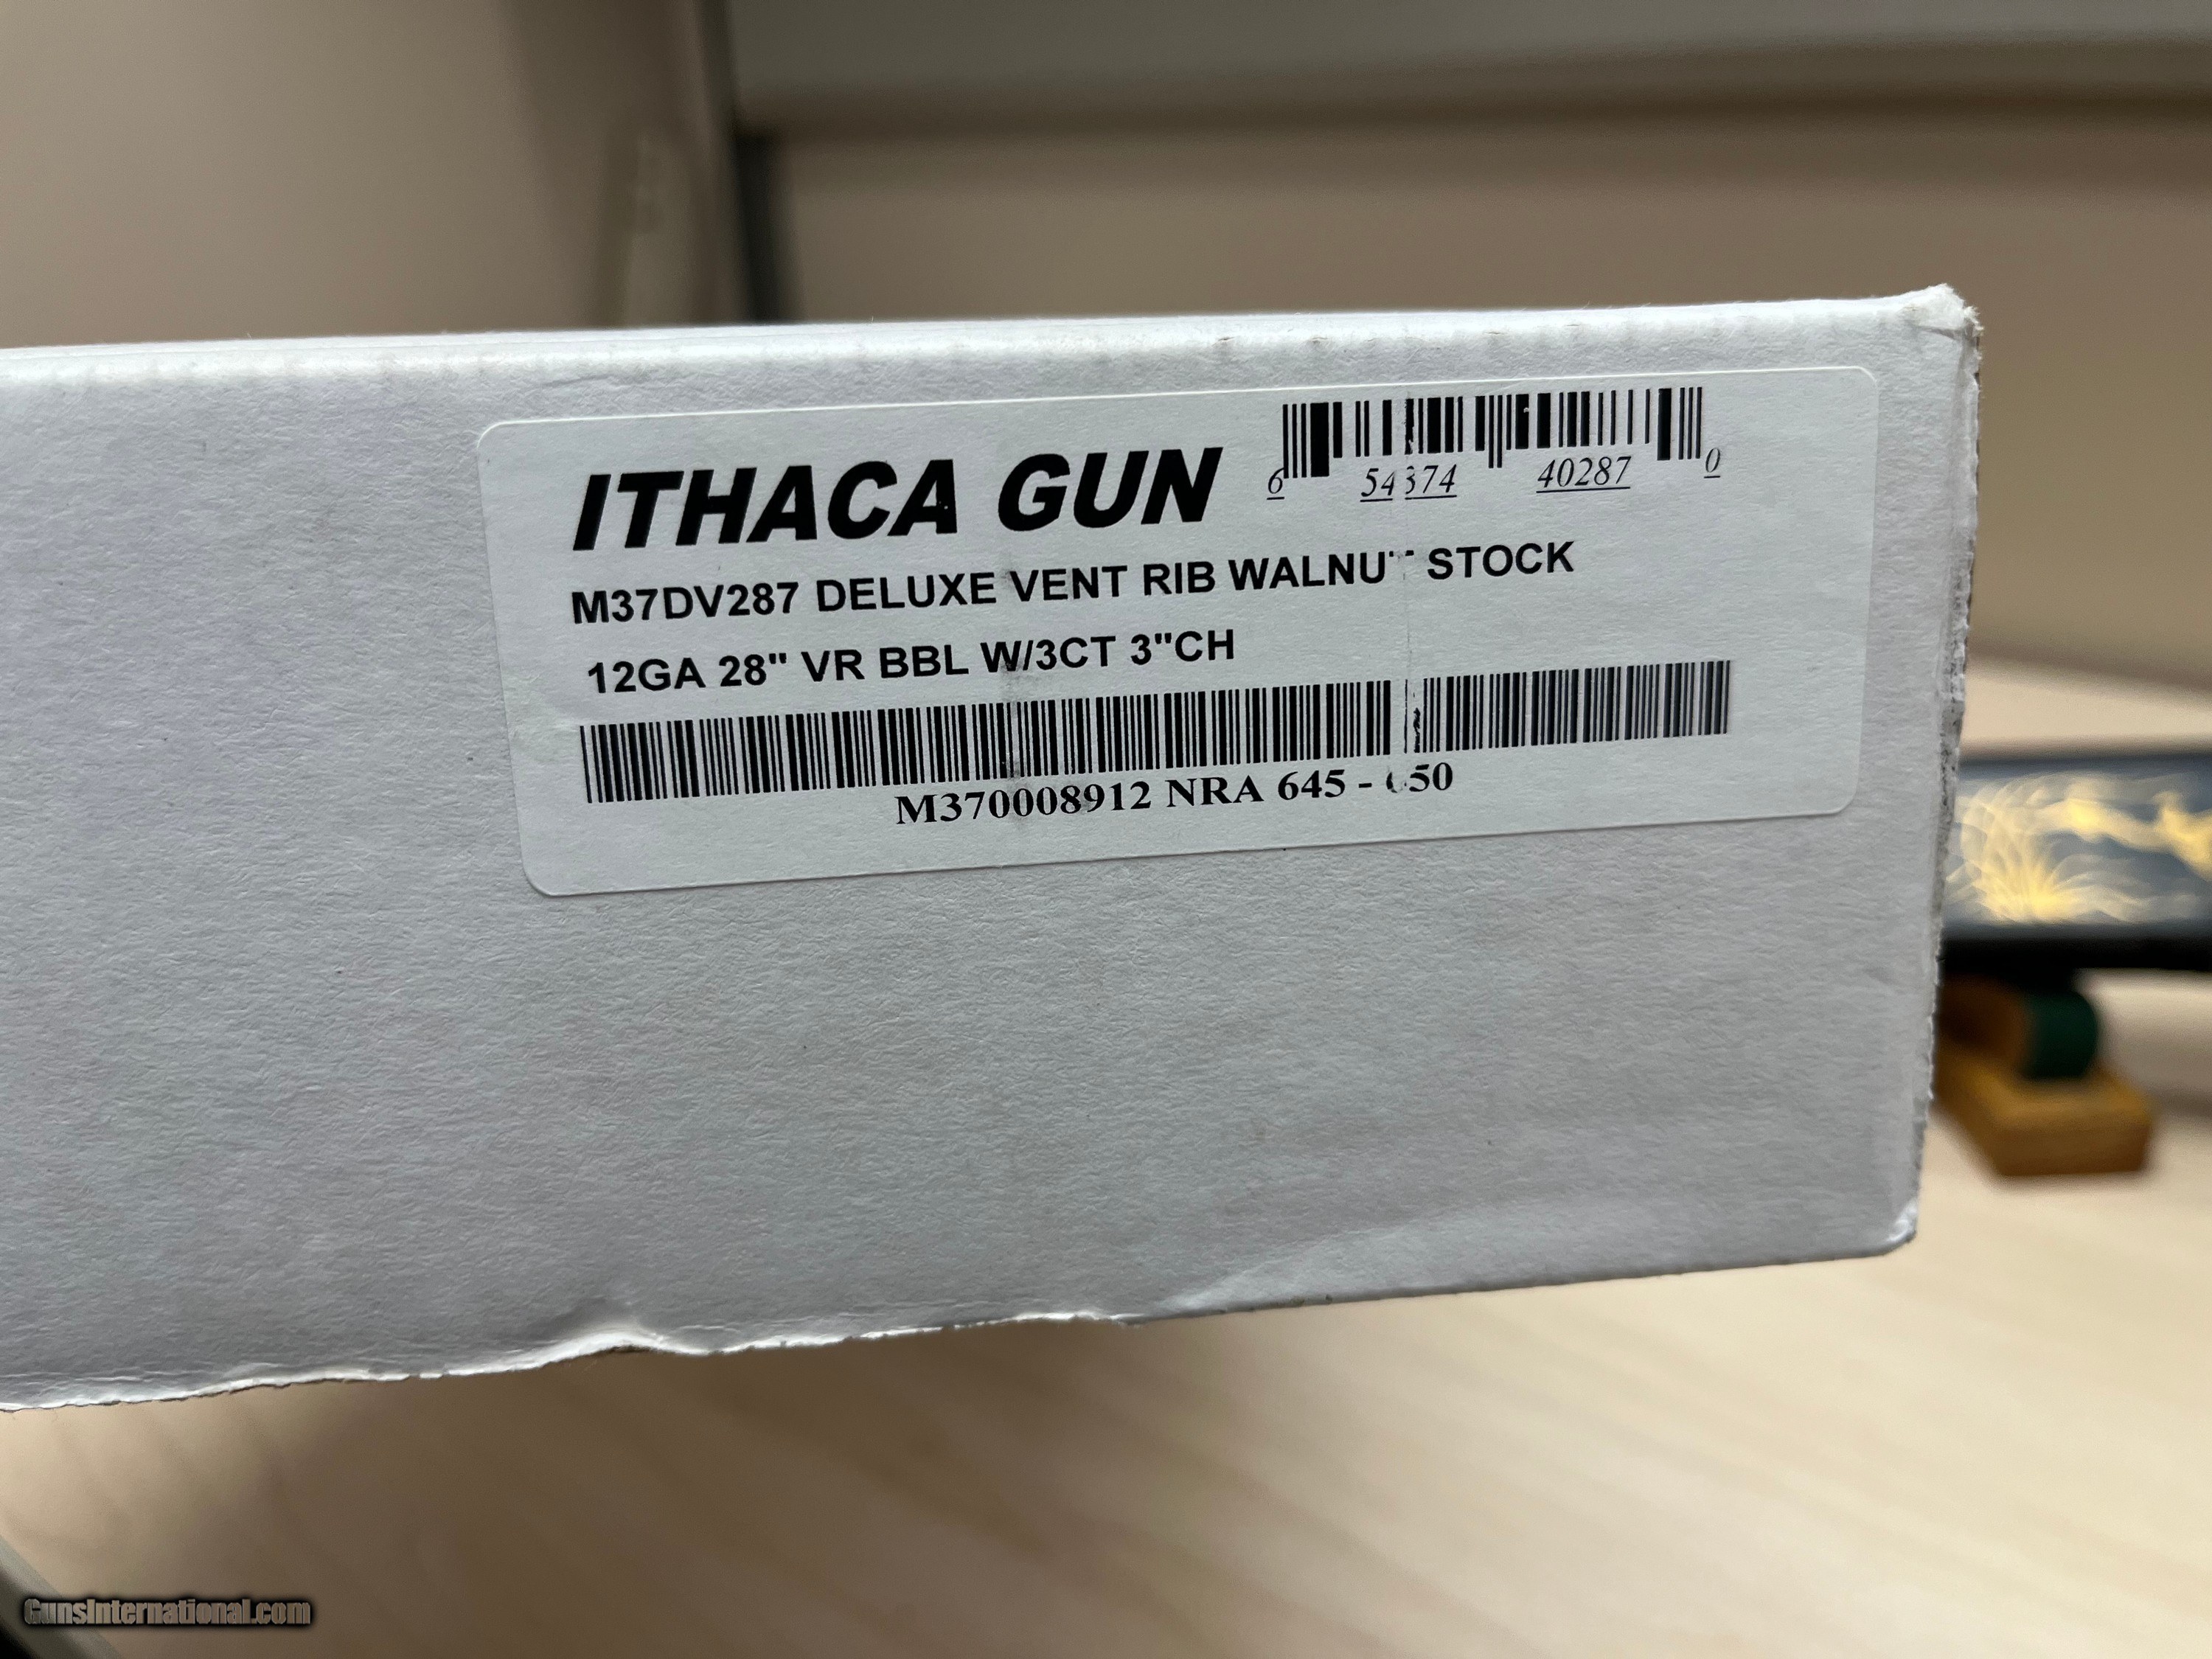 ITHACA GUN
6 54374 40287 0
M37DV287 DELUXE VENT RIB WALNUT STOCK
12GA 28" VR BBL W/3CT 3"CH
M370008912 NRA 645 -
GunsInternational.com